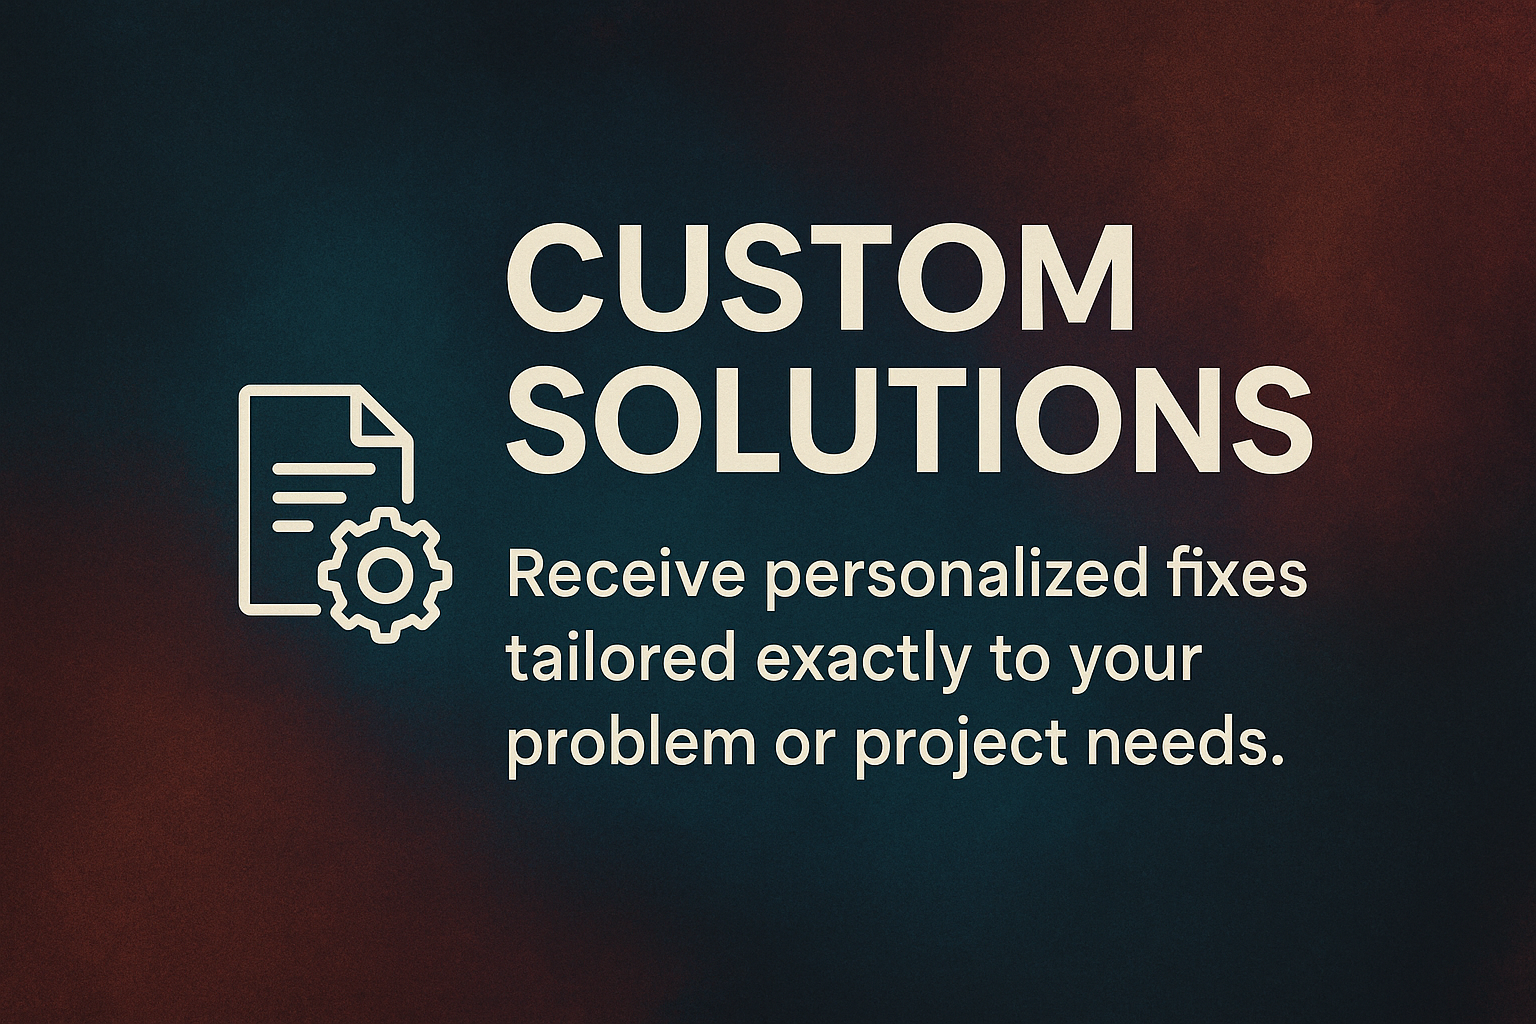 CUSTOM
SOLUTIONS
Receive personalized fixes
tailored exactly to your
problem or project needs.